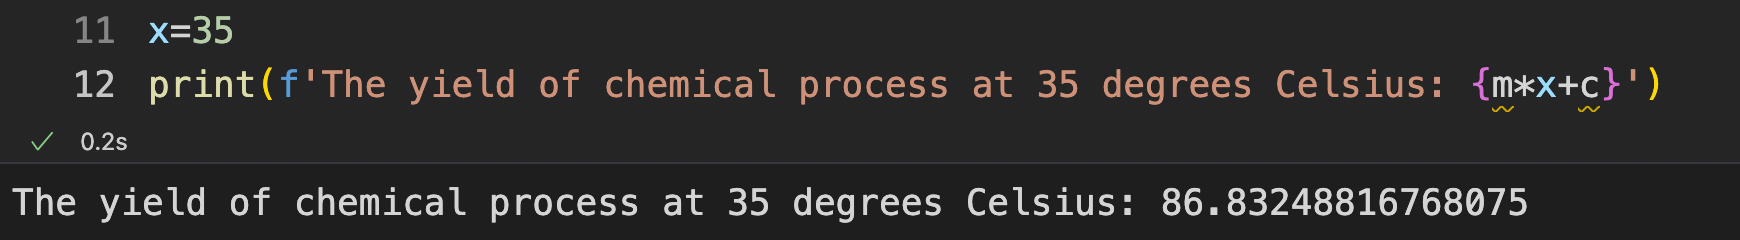 11 x=35
12 print(f'The yield of chemical process at 35 degrees Celsius: {m*x+c}')
0.2s
The yield of chemical process at 35 degrees Celsius: 86.83248816768075